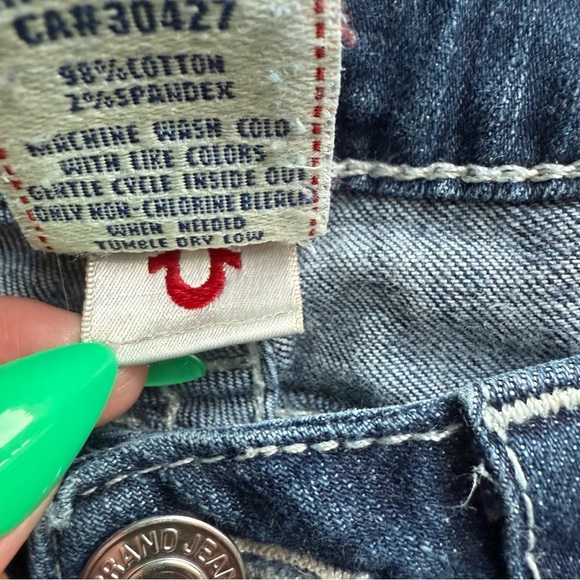 CA#30427
98%COTTON
2%SPANDEX
MACHINE WASH COLD
WITH LIKE COLORS
GENTLE CYCLE INSIDE OUT
ONLY NON-CHLORINE BLEACH
WHEN NEEDED
TUMBLE DRY LOW
BRAND JEANS